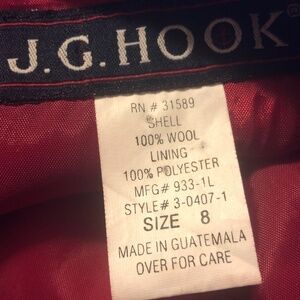 J.G.HOOK
RN # 31589
SHELL
100% WOOL
LINING
100% POLYESTER
MFG# 933-1L
STYLE# 3-0407-1
SIZE 8
MADE IN GUATEMALA
OVER FOR CARE